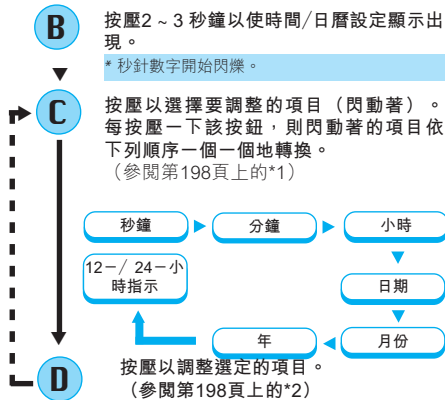 B
按壓2 ~ 3 秒鐘以使時間/日曆設定顯示出
現。
* 秒針數字開始閃爍。
C
按壓以選擇要調整的項目（閃動著）。
每按壓一下該按鈕，則閃動著的項目依
下列順序一個一個地轉換。
（參閱第198頁上的*1）
秒鐘
分鐘
小時
日期
月份
年
12－/ 24－小
時指示
D
按壓以調整選定的項目。
（參閱第198頁上的*2）